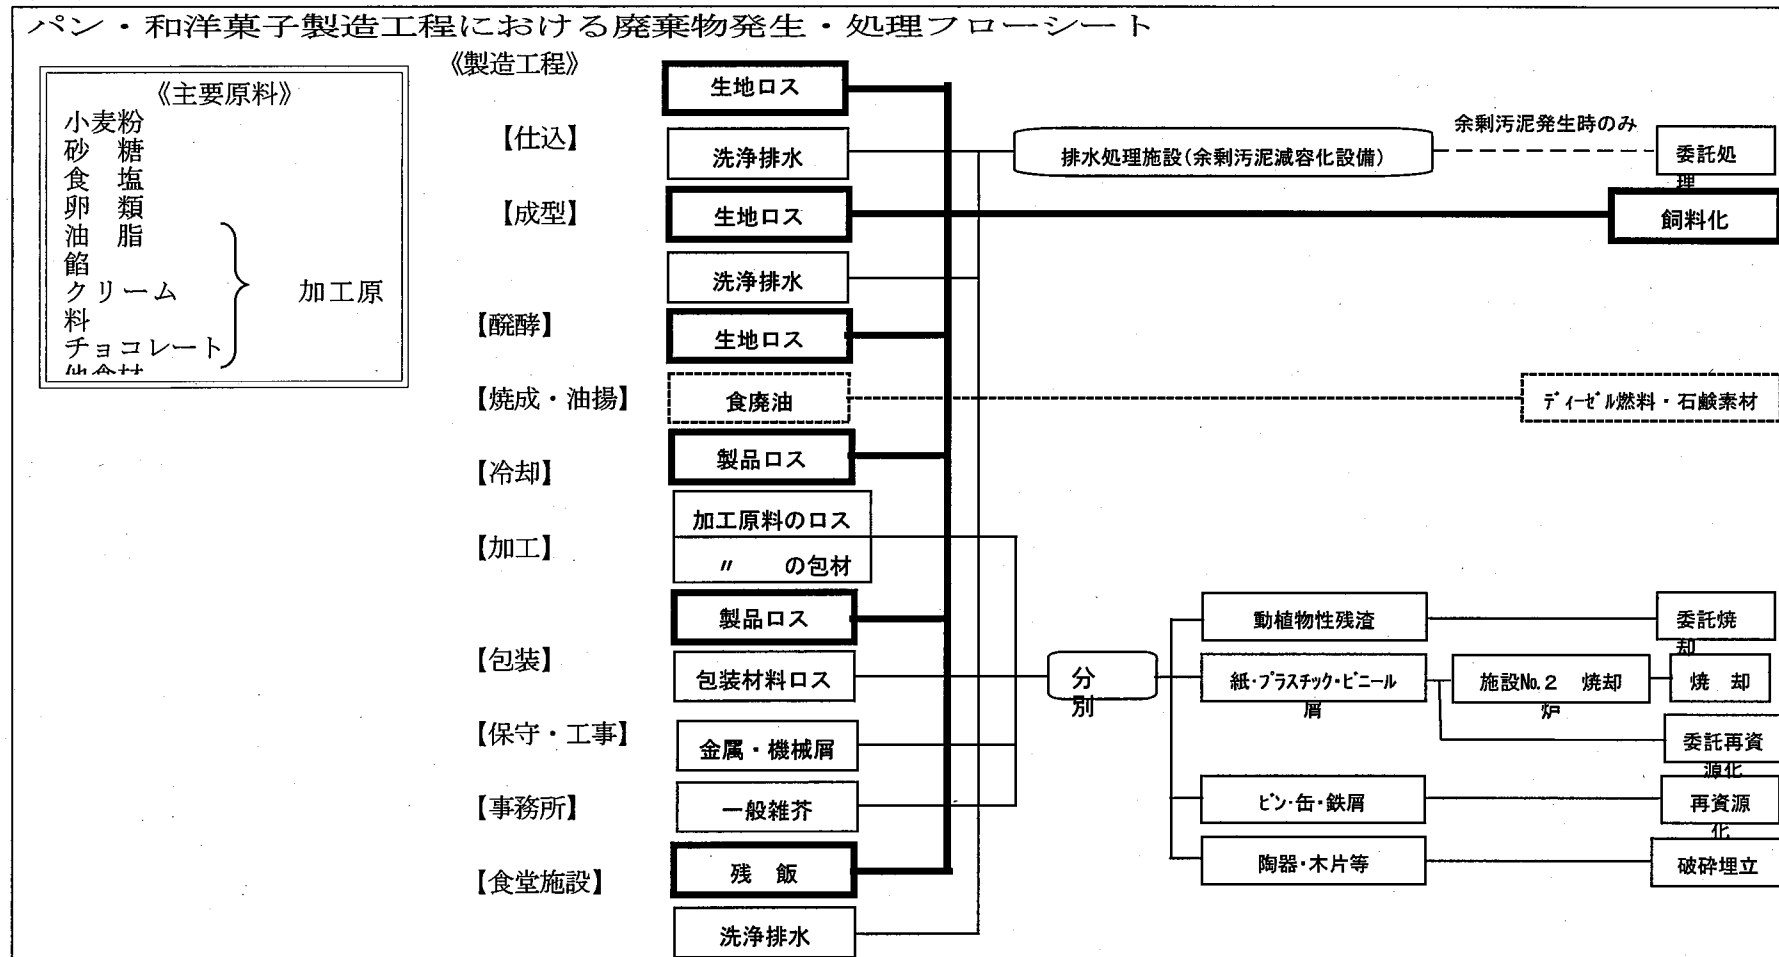 パン・和洋菓子製造工程における廃棄物発生・処理フローシート
《主要原料》
小麦粉
砂　糖
食　塩
卵　類
油　脂
餡
クリーム　　　　加工原
料
チョコレート
他食材
《製造工程》
【仕込】
【成型】
【醗酵】
【焼成・油揚】
【冷却】
【加工】
【包装】
【保守・工事】
【事務所】
【食堂施設】
生地ロス
洗浄排水
生地ロス
洗浄排水
生地ロス
食廃油
製品ロス
加工原料のロス
〃　　の包材
製品ロス
包装材料ロス
金属・機械屑
一般雑芥
残　飯
洗浄排水
排水処理施設(余剰汚泥減容化設備)
余剰汚泥発生時のみ
委託処
理
飼料化
ﾃﾞｨｰｾﾞﾙ燃料・石鹸素材
分
別
動植物性残渣
委託焼
却
紙・ﾌﾟﾗｽﾁｯｸ・ﾋﾞﾆｰﾙ
屑
施設№2　焼却
炉
焼　却
委託再資
源化
ﾋﾞﾝ・缶・鉄屑
再資源
化
陶器・木片等
破砕埋立